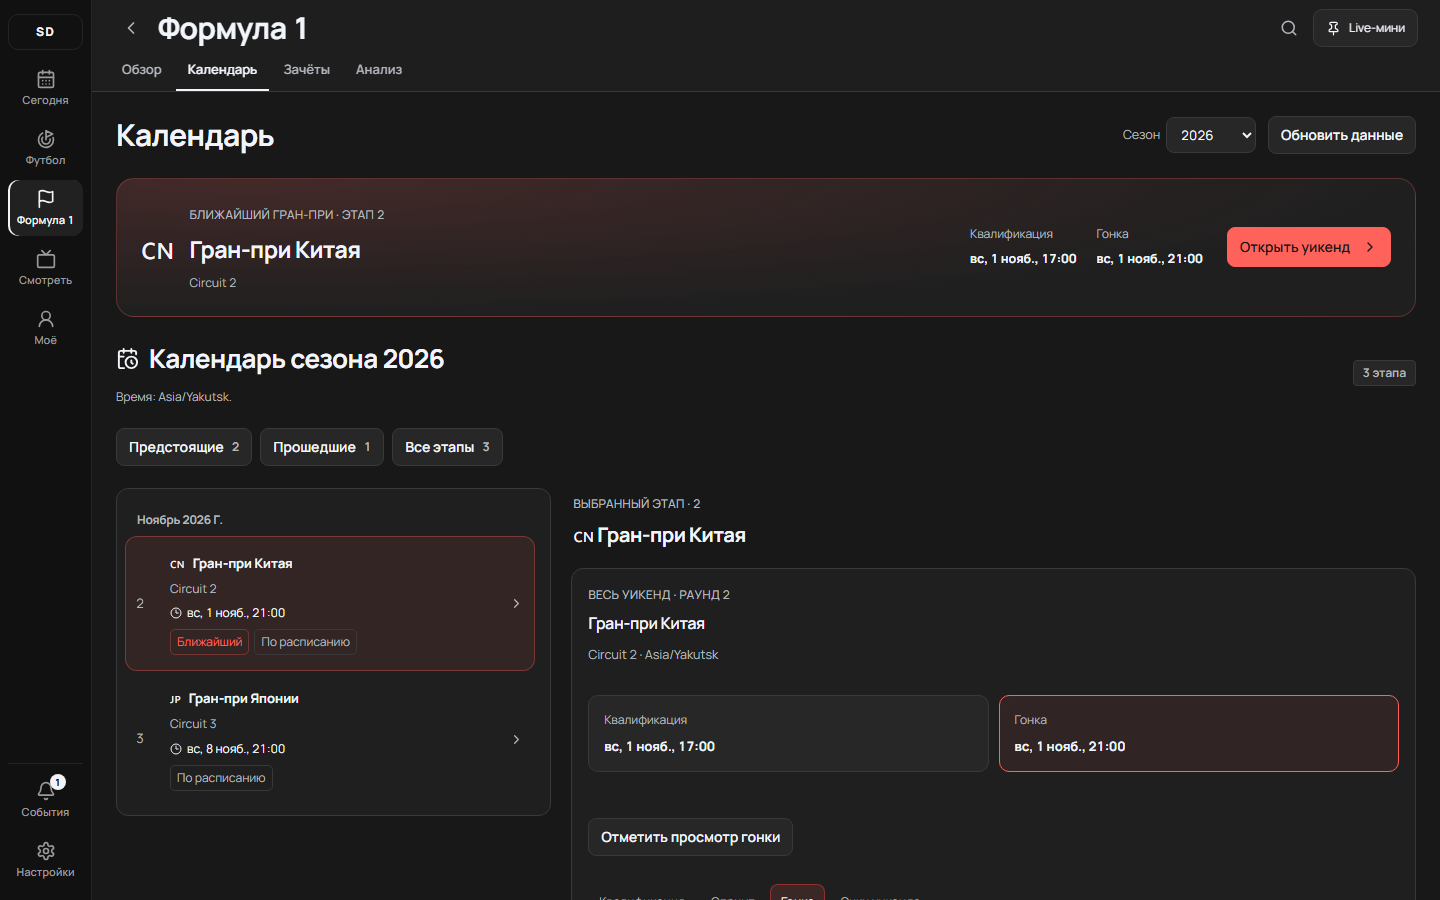 SD
Сегодня
Футбол
Формула 1
Смотреть
Моё
1
События
Настройки
Формула 1
Live-мини
Обзор
Календарь
Зачёты
Анализ
Календарь
Сезон
2026
Обновить данные
БЛИЖАЙШИЙ ГРАН-ПРИ · ЭТАП 2
CN Гран-при Китая
Circuit 2
Квалификация
вс, 1 нояб., 17:00
Гонка
вс, 1 нояб., 21:00
Открыть уикенд
Календарь сезона 2026
Время: Asia/Yakutsk.
3 этапа
Предстоящие 2
Прошедшие 1
Все этапы 3
Ноябрь 2026 Г.
2
CN Гран-при Китая
Circuit 2
вс, 1 нояб., 21:00
Ближайший
По расписанию
3
JP Гран-при Японии
Circuit 3
вс, 8 нояб., 21:00
По расписанию
ВЫБРАННЫЙ ЭТАП · 2
CN Гран-при Китая
ВЕСЬ УИКЕНД · РАУНД 2
Гран-при Китая
Circuit 2 · Asia/Yakutsk
Квалификация
вс, 1 нояб., 17:00
Гонка
вс, 1 нояб., 21:00
Отметить просмотр гонки